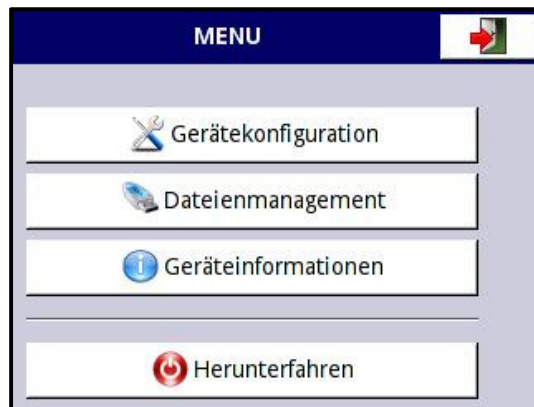 MENU
Gerätekonfiguration
Dateienmanagement
Geräteinformationen
Herunterfahren